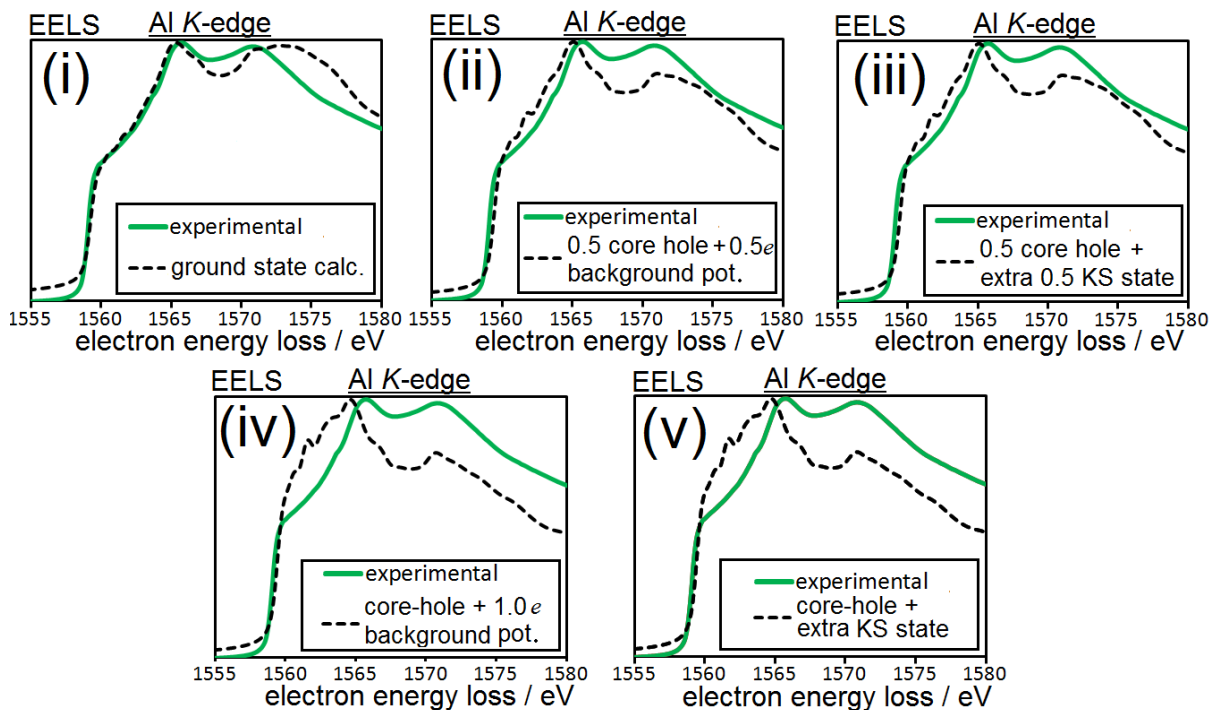 EELS Al K-edge
(i)
experimental
ground state calc.
1555 1560 1565 1570 1575 1580
electron energy loss / eV
EELS Al K-edge
(ii)
experimental
0.5 core hole + 0.5e
background pot.
1555 1560 1565 1570 1575 1580
electron energy loss / eV
EELS Al K-edge
(iii)
experimental
0.5 core hole +
extra 0.5 KS state
1555 1560 1565 1570 1575 1580
electron energy loss / eV
EELS Al K-edge
(iv)
experimental
core-hole + 1.0e
background pot.
1555 1560 1565 1570 1575 1580
electron energy loss / eV
EELS Al K-edge
(v)
experimental
core-hole +
extra KS state
1555 1560 1565 1570 1575 1580
electron energy loss / eV